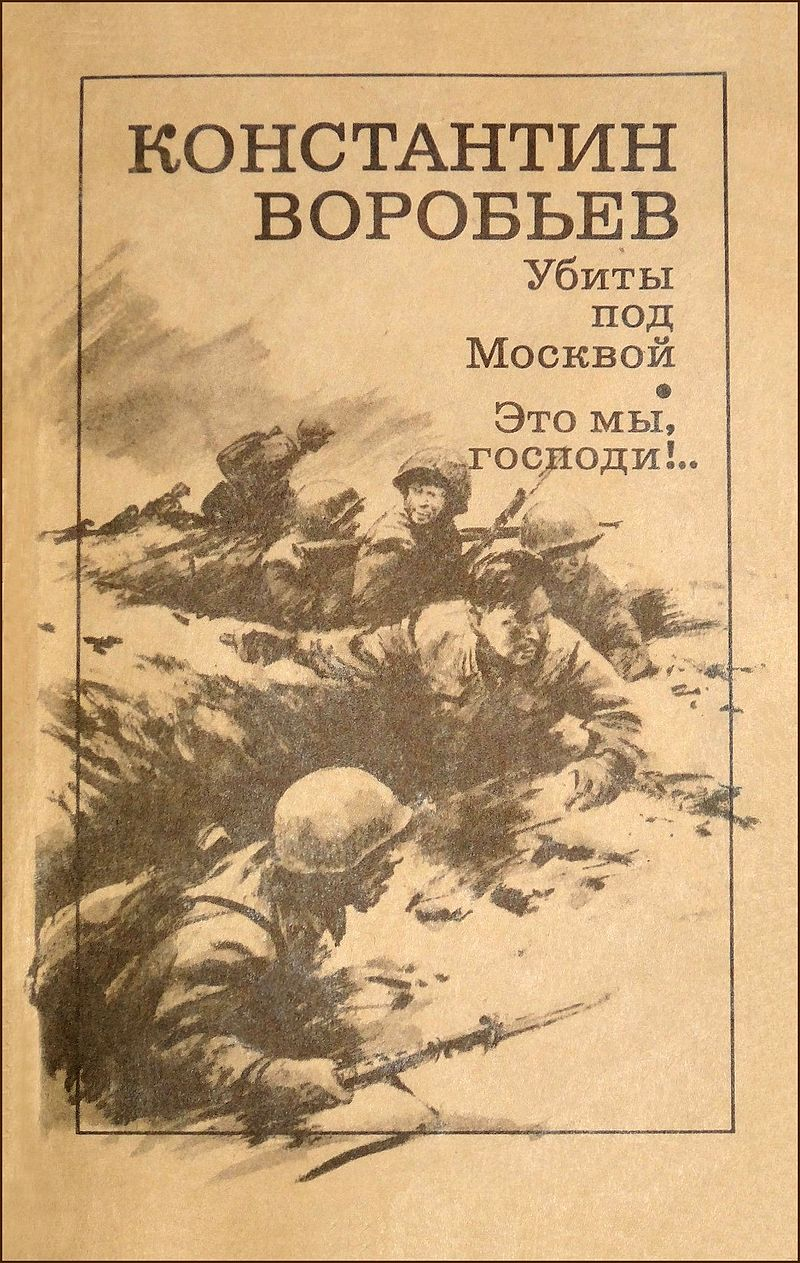 КОНСТАНТИН
ВОРОБЬЕВ
Убиты
под
Москвой
•
Это мы,
господи!..